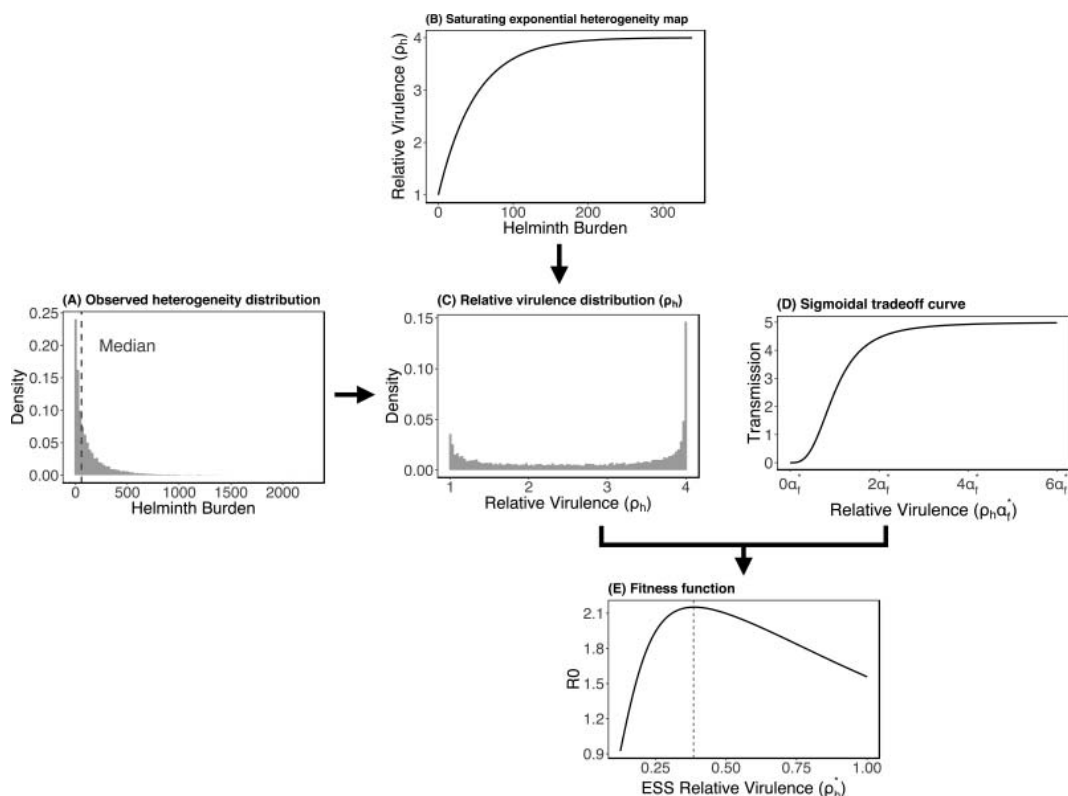 (B) Saturating exponential heterogeneity map
Relative Virulence (ρₕ)
4
3
2
1
0 100 200 300
Helminth Burden
(A) Observed heterogeneity distribution
Density
0.25
0.20
0.15
0.10
0.05
0.00
Median
0 500 1000 1500 2000
Helminth Burden
(C) Relative virulence distribution (ρₕ)
Density
0.15
0.10
0.05
0.00
1 2 3 4
Relative Virulence (ρₕ)
(D) Sigmoidal tradeoff curve
Transmission
5
4
3
2
1
0
0α*f 2α*f 4α*f 6α*f
Relative Virulence (ρₕα*f)
(E) Fitness function
R0
2.1
1.8
1.5
1.2
0.9
0.25 0.50 0.75 1.00
ESS Relative Virulence (ρ*ₕ)